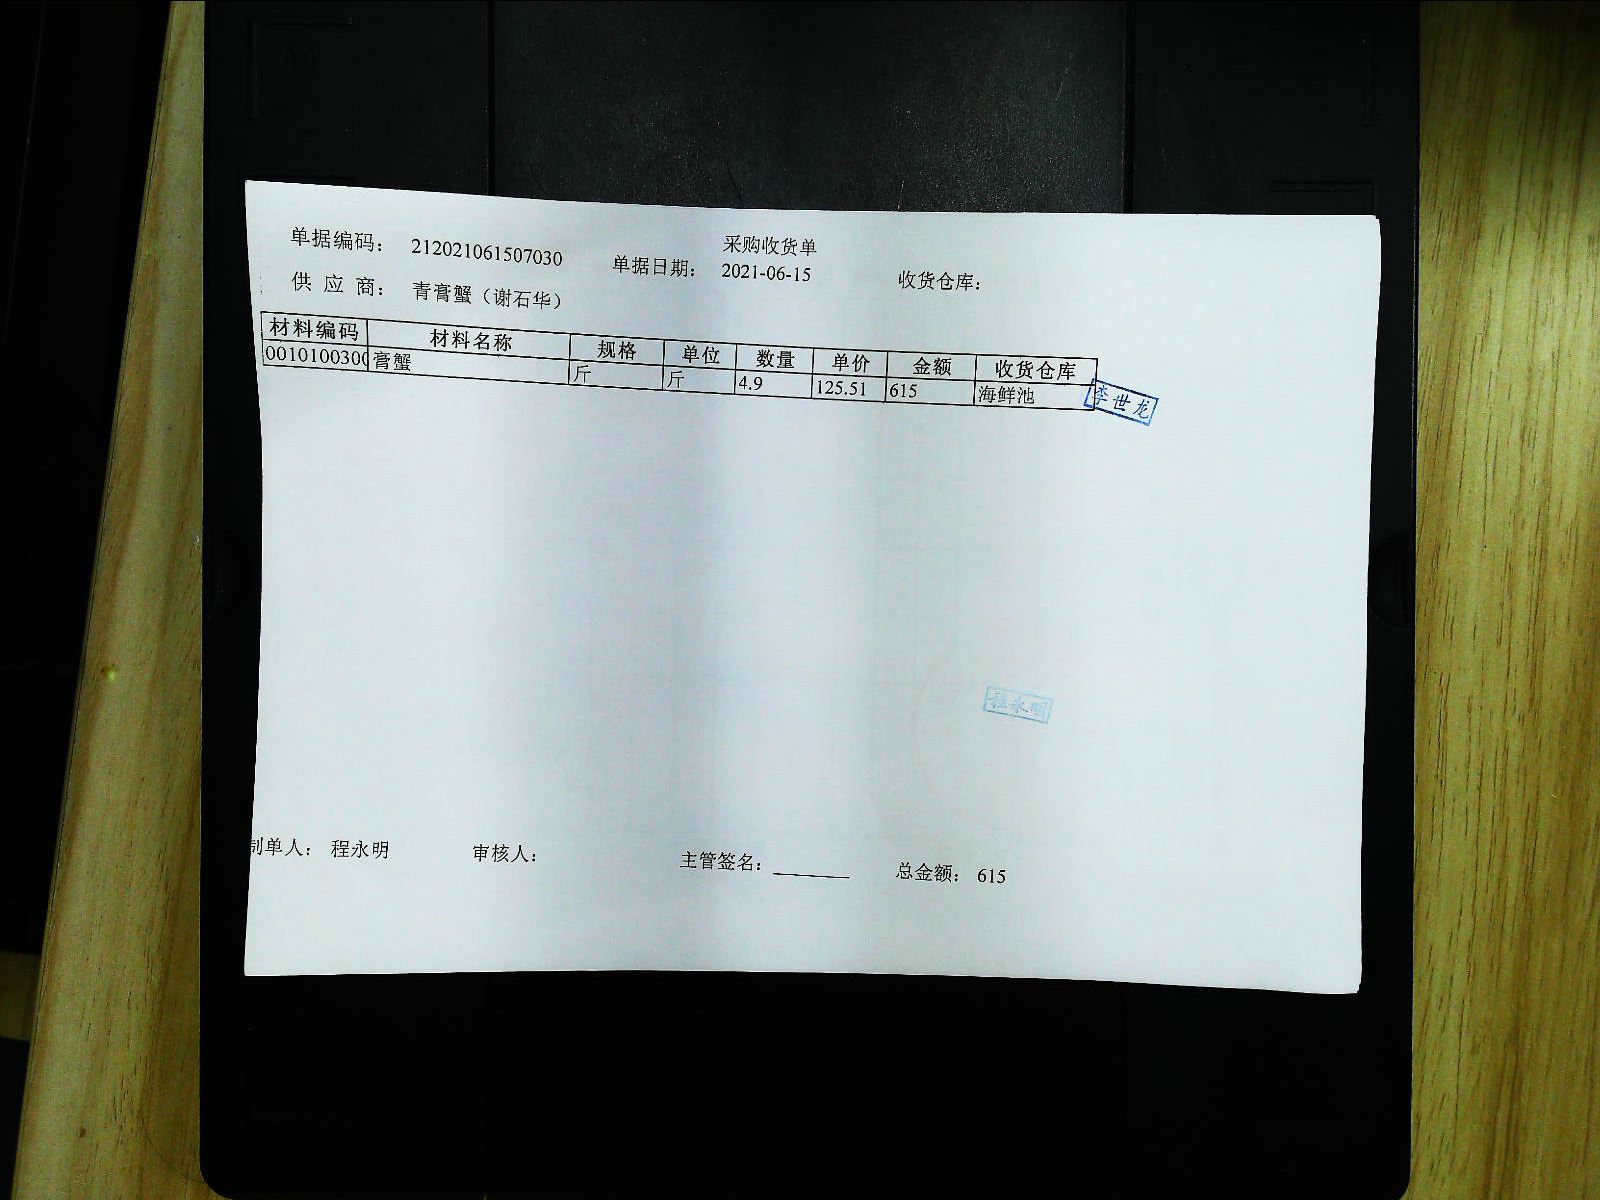 采购收货单
单据编码： 212021061507030 单据日期： 2021-06-15 收货仓库：
供 应 商： 青膏蟹（谢石华）
材料编码 材料名称 规格 单位 数量 单价 金额 收货仓库
0010100300 膏蟹 斤 斤 4.9 125.51 615 海鲜池
李世龙
程永明
制单人： 程永明 审核人： 主管签名： 总金额： 615